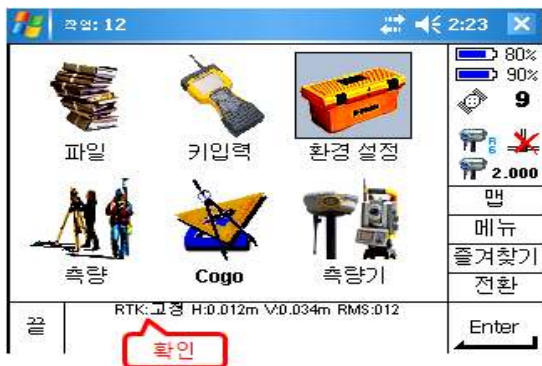 작업: 12
2:23
80%
90%
9
파일
키입력
환경 설정
R6
2.000
측량
Cogo
측량기
맵
메뉴
즐겨찾기
전환
끝
RTK:고정 H:0.012m V:0.034m RMS:012
Enter
확인